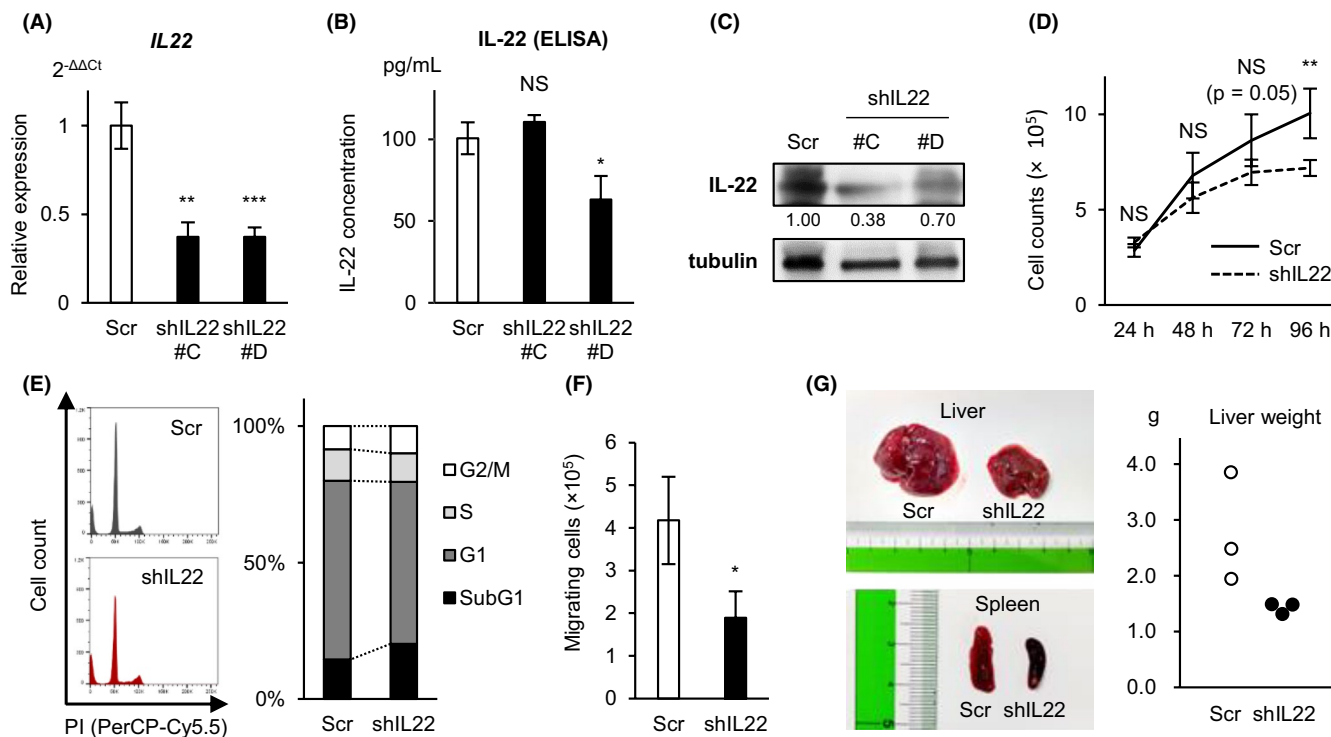 (A)
IL22
2-ΔΔCt
Relative expression
1
0.5
0
**
***
Scr
shIL22
#C
shIL22
#D
(B)
IL-22 (ELISA)
pg/mL
IL-22 concentration
100
50
0
NS
*
Scr
shIL22
#C
shIL22
#D
(C)
shIL22
Scr
#C
#D
IL-22
1.00
0.38
0.70
tubulin
(D)
Cell counts (× 10⁵)
10
5
0
NS
NS
NS
(p = 0.05)
**
Scr
shIL22
24 h
48 h
72 h
96 h
(E)
Cell count
Scr
shIL22
PI (PerCP-Cy5.5)
100%
50%
0%
G2/M
S
G1
SubG1
Scr
shIL22
(F)
Migrating cells (×10⁵)
6
5
4
3
2
1
0
*
Scr
shIL22
(G)
Liver
Scr
shIL22
Spleen
Scr
shIL22
g
Liver weight
4.0
3.0
2.0
1.0
0.0
Scr
shIL22